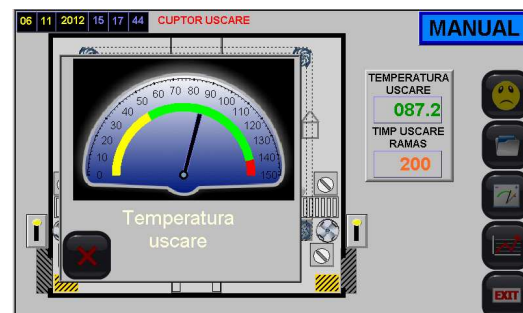 06 11 2012 15 17 44 CUPTOR USCARE
MANUAL
TEMPERATURA
USCARE
087.2
TIMP USCARE
RAMAS
200
0 10 20 30 40 50 60 70 80 90 100 110 120 130 140 150
Temperatura
uscare
EXIT